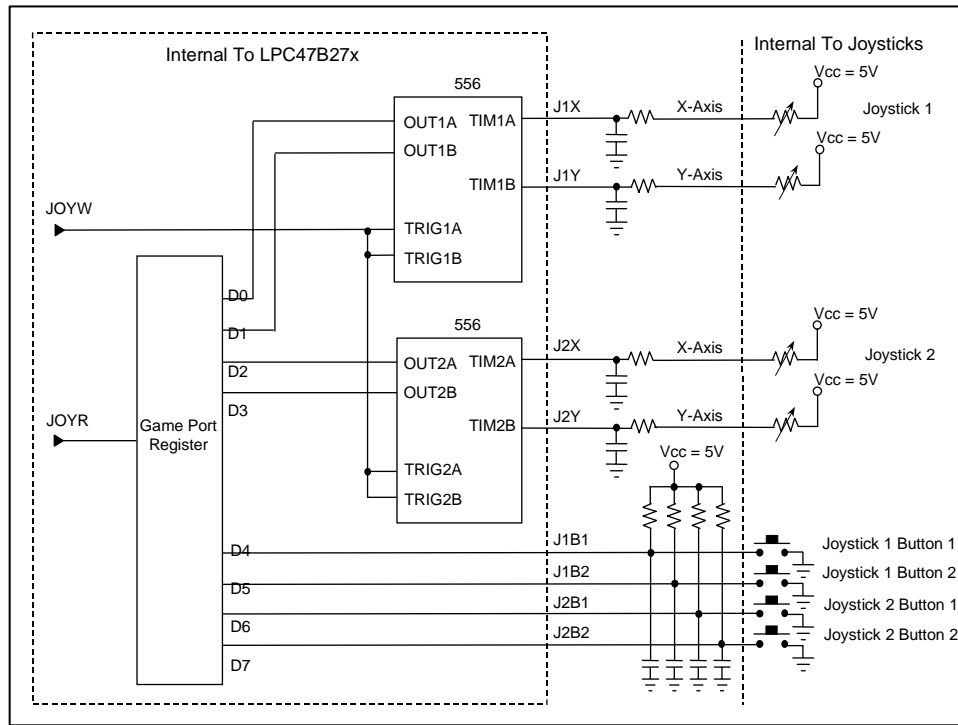 Internal To LPC47B27x
Internal To Joysticks
Vcc = 5V
556
J1X
X-Axis
Joystick 1
OUT1A
TIM1A
Vcc = 5V
OUT1B
J1Y
Y-Axis
TIM1B
JOYW
TRIG1A
TRIG1B
D0
Vcc = 5V
556
D1
J2X
X-Axis
Joystick 2
OUT2A
TIM2A
D2
Vcc = 5V
OUT2B
D3
J2Y
Y-Axis
JOYR
Game Port
Register
TIM2B
Vcc = 5V
TRIG2A
TRIG2B
D4
J1B1
Joystick 1 Button 1
D5
J1B2
Joystick 1 Button 2
D6
J2B1
Joystick 2 Button 1
J2B2
Joystick 2 Button 2
D7